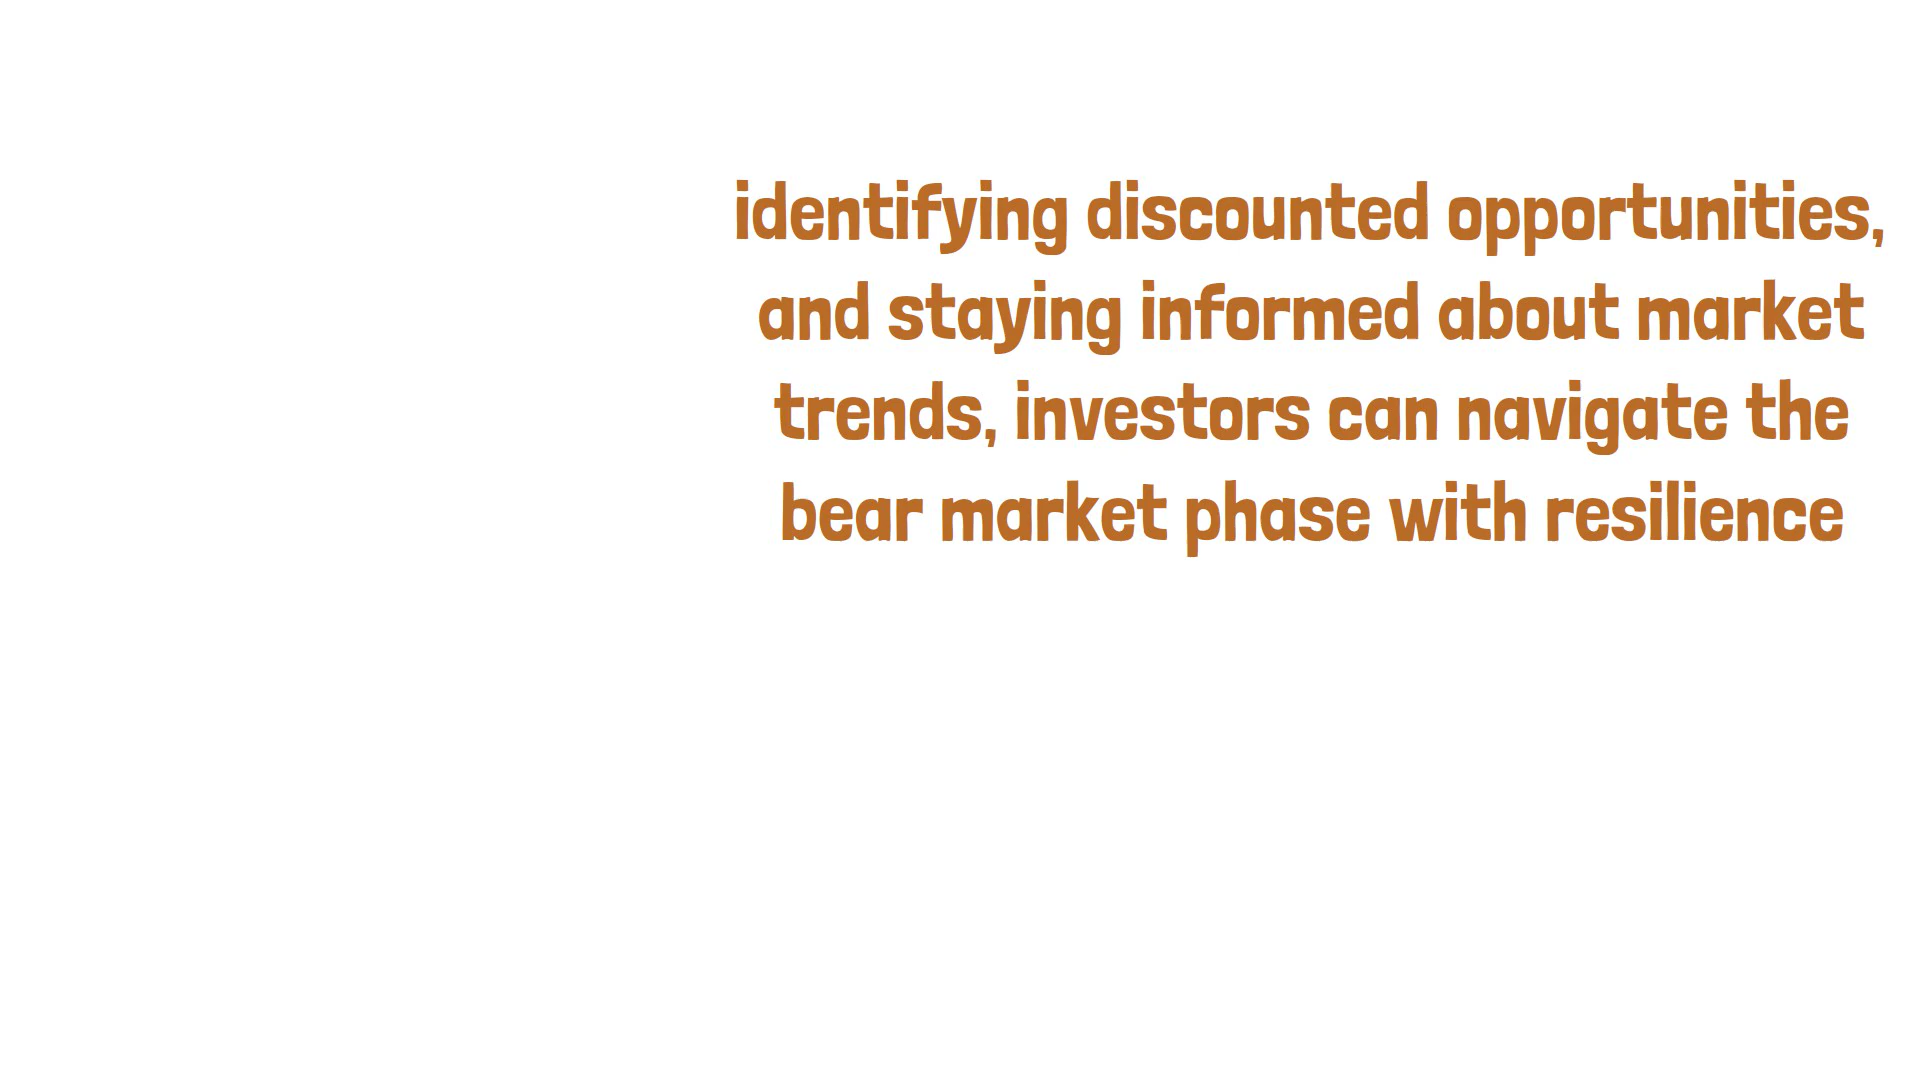 identifying discounted opportunities,
and staying informed about market
trends, investors can navigate the
bear market phase with resilience